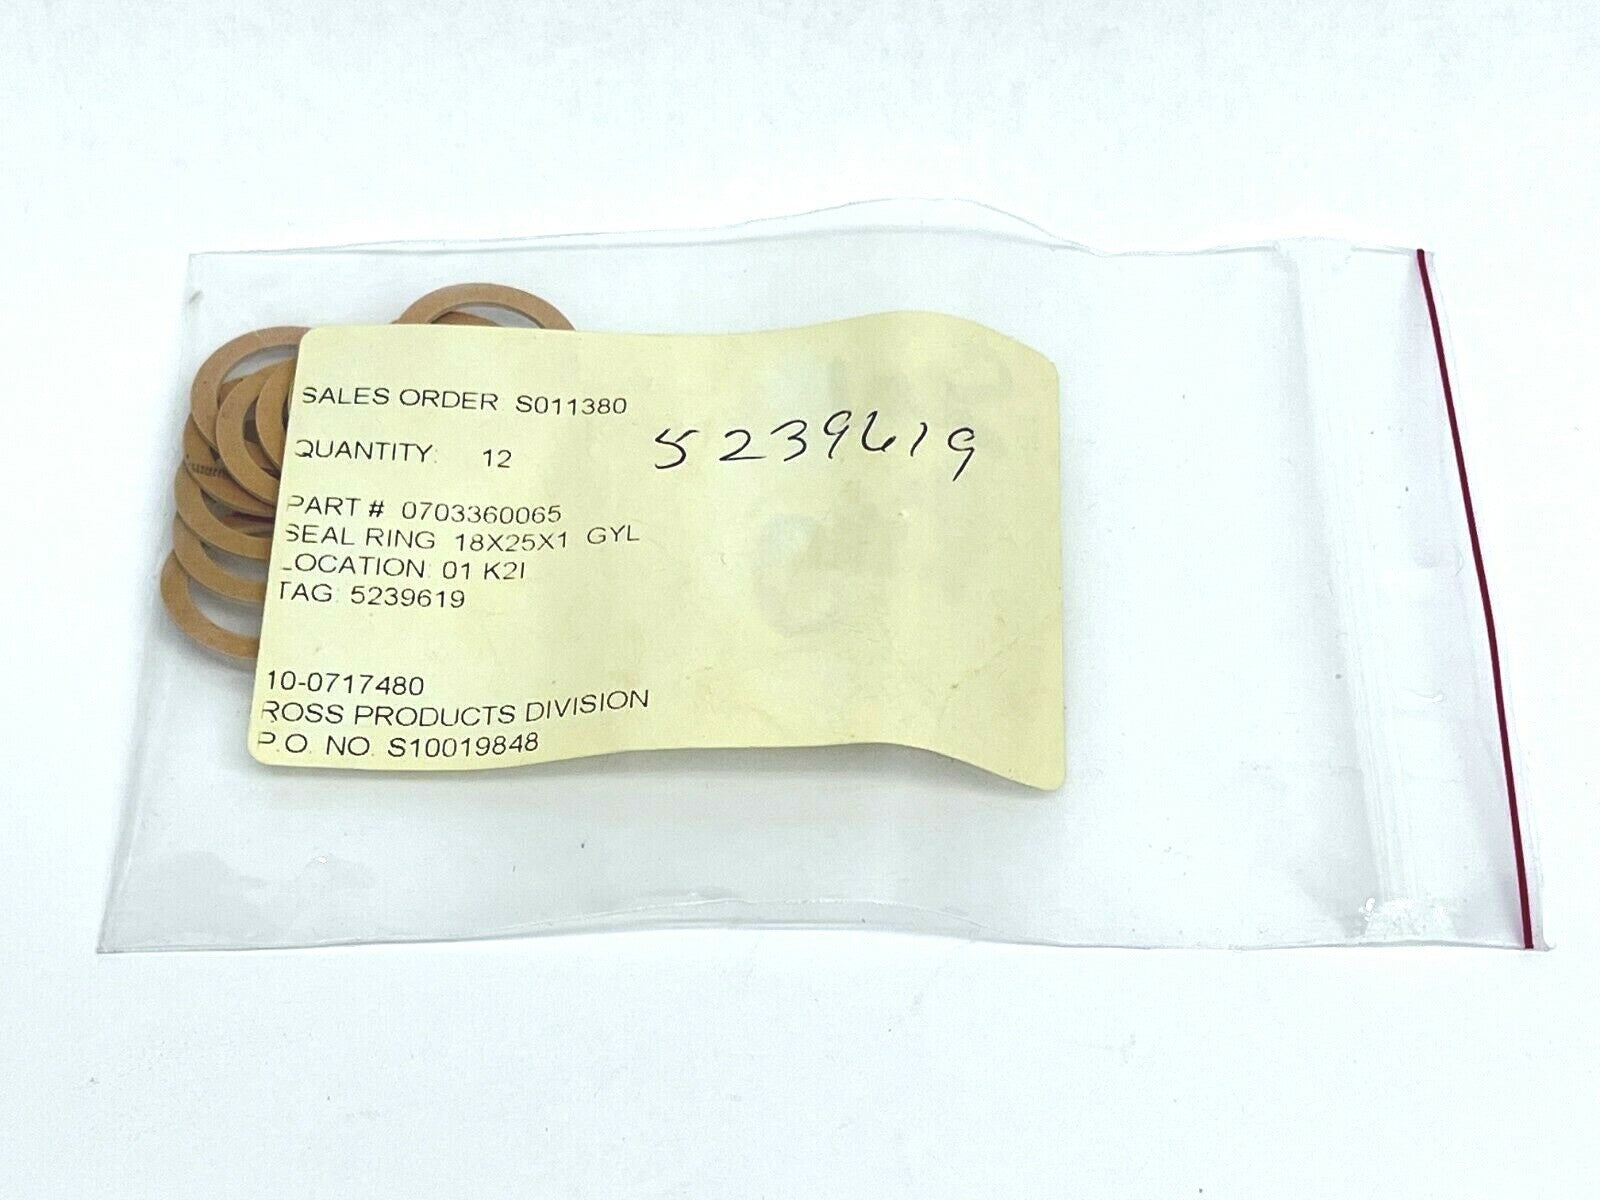 SALES ORDER S011380
QUANTITY: 12
5239619
PART # 0703360065
SEAL RING 18X25X1 GYL
LOCATION: 01 K2I
TAG: 5239619
10-0717480
ROSS PRODUCTS DIVISION
P.O. NO. S10019848